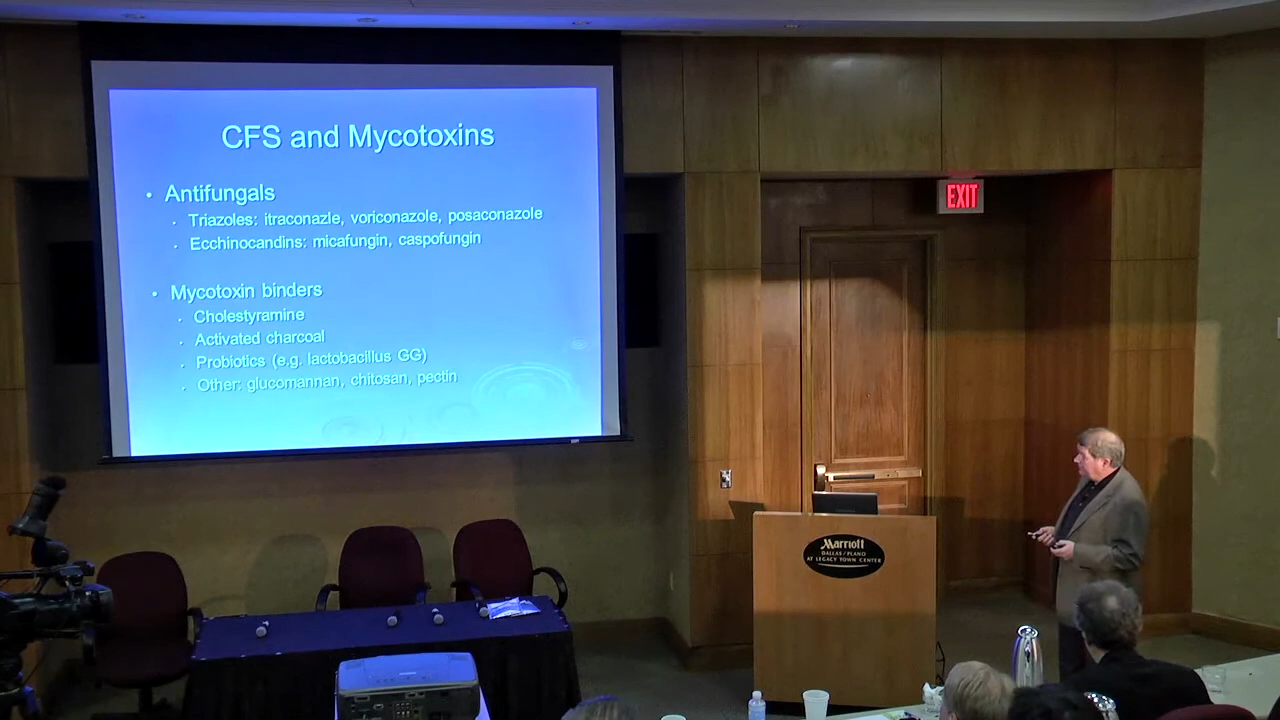 CFS and Mycotoxins
• Antifungals
• Triazoles: itraconazle, voriconazole, posaconazole
• Ecchinocandins: micafungin, caspofungin
• Mycotoxin binders
• Cholestyramine
• Activated charcoal
• Probiotics (e.g. lactobacillus GG)
• Other: glucomannan, chitosan, pectin
EXIT
Marriott
DALLAS/PLANO
AT LEGACY TOWN CENTER